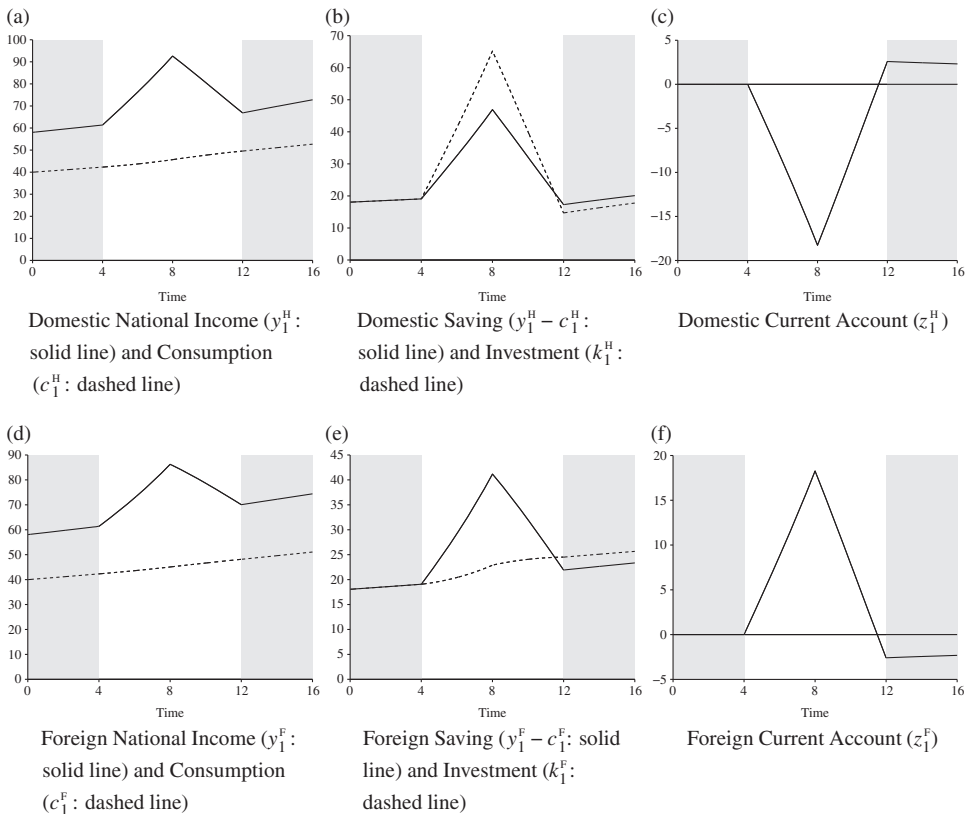 (a)
100
90
80
70
60
50
40
30
20
10
0
0 4 8 12 16
Time
Domestic National Income (y₁ᴴ :
solid line) and Consumption
(c₁ᴴ : dashed line)
(b)
70
60
50
40
30
20
10
0
0 4 8 12 16
Time
Domestic Saving (y₁ᴴ − c₁ᴴ :
solid line) and Investment (k₁ᴴ :
dashed line)
(c)
5
0
−5
−10
−15
−20
0 4 8 12 16
Time
Domestic Current Account (z₁ᴴ)
(d)
90
80
70
60
50
40
30
20
10
0
0 4 8 12 16
Time
Foreign National Income (y₁ꟳ :
solid line) and Consumption
(c₁ꟳ : dashed line)
(e)
45
40
35
30
25
20
15
10
5
0
0 4 8 12 16
Time
Foreign Saving (y₁ꟳ − c₁ꟳ: solid
line) and Investment (k₁ꟳ :
dashed line)
(f)
20
15
10
5
0
−5
0 4 8 12 16
Time
Foreign Current Account (z₁ꟳ)